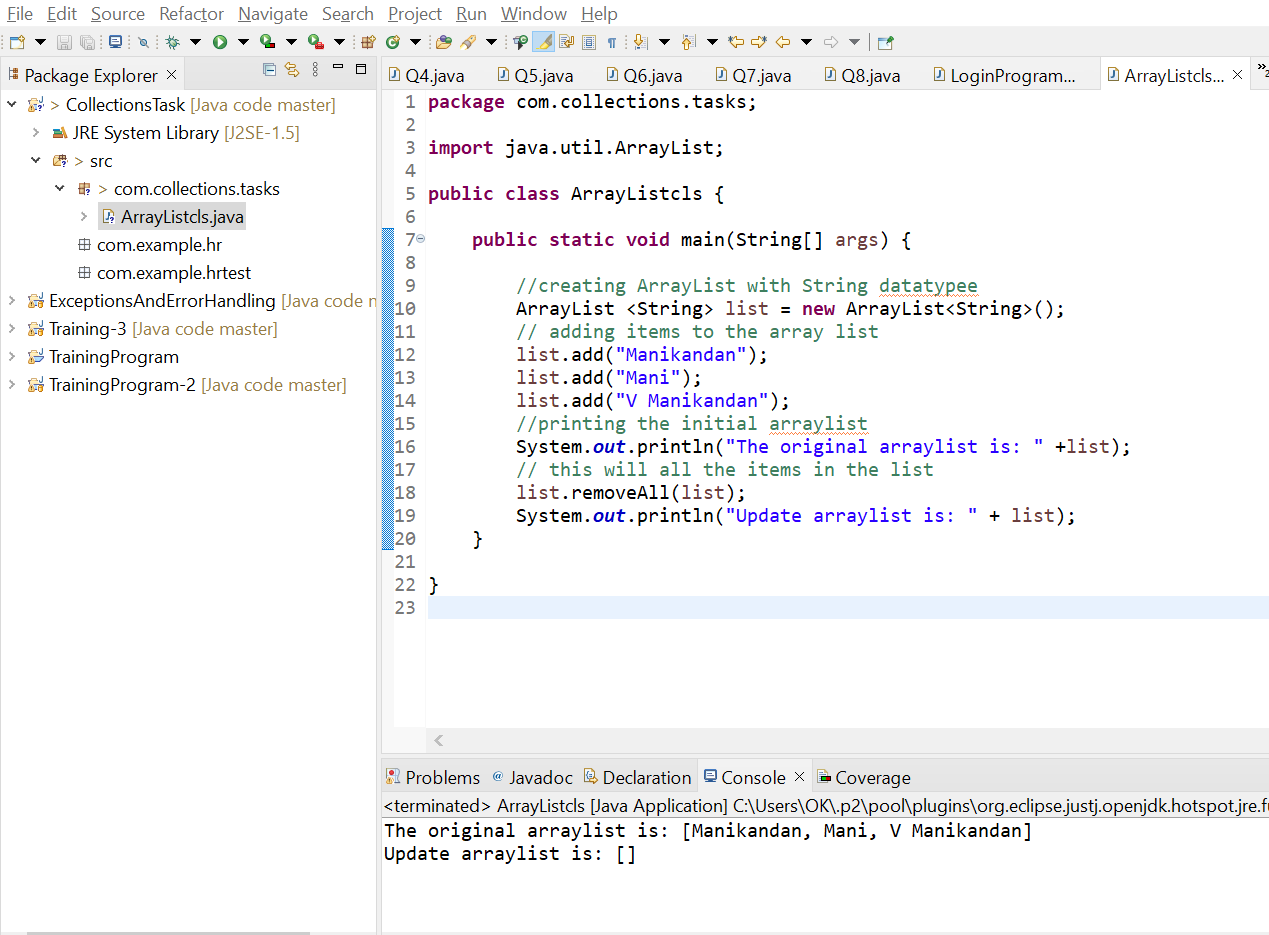 File Edit Source Refactor Navigate Search Project Run Window Help
Package Explorer
> CollectionsTask [Java code master]
JRE System Library [J2SE-1.5]
> src
> com.collections.tasks
ArrayListcls.java
com.example.hr
com.example.hrtest
ExceptionsAndErrorHandling [Java code
Training-3 [Java code master]
TrainingProgram
TrainingProgram-2 [Java code master]
Q4.java Q5.java Q6.java Q7.java Q8.java LoginProgram... ArrayListcls... »2
1 package com.collections.tasks;
2
3 import java.util.ArrayList;
4
5 public class ArrayListcls {
6
7 public static void main(String[] args) {
8
9 //creating ArrayList with String datatypee
10 ArrayList <String> list = new ArrayList<String>();
11 // adding items to the array list
12 list.add("Manikandan");
13 list.add("Mani");
14 list.add("V Manikandan");
15 //printing the initial arraylist
16 System.out.println("The original arraylist is: " +list);
17 // this will all the items in the list
18 list.removeAll(list);
19 System.out.println("Update arraylist is: " + list);
20 }
21
22 }
23
Problems @ Javadoc Declaration Console Coverage
<terminated> ArrayListcls [Java Application] C:\Users\OK\.p2\pool\plugins\org.eclipse.justj.openjdk.hotspot.jre.fu
The original arraylist is: [Manikandan, Mani, V Manikandan]
Update arraylist is: []